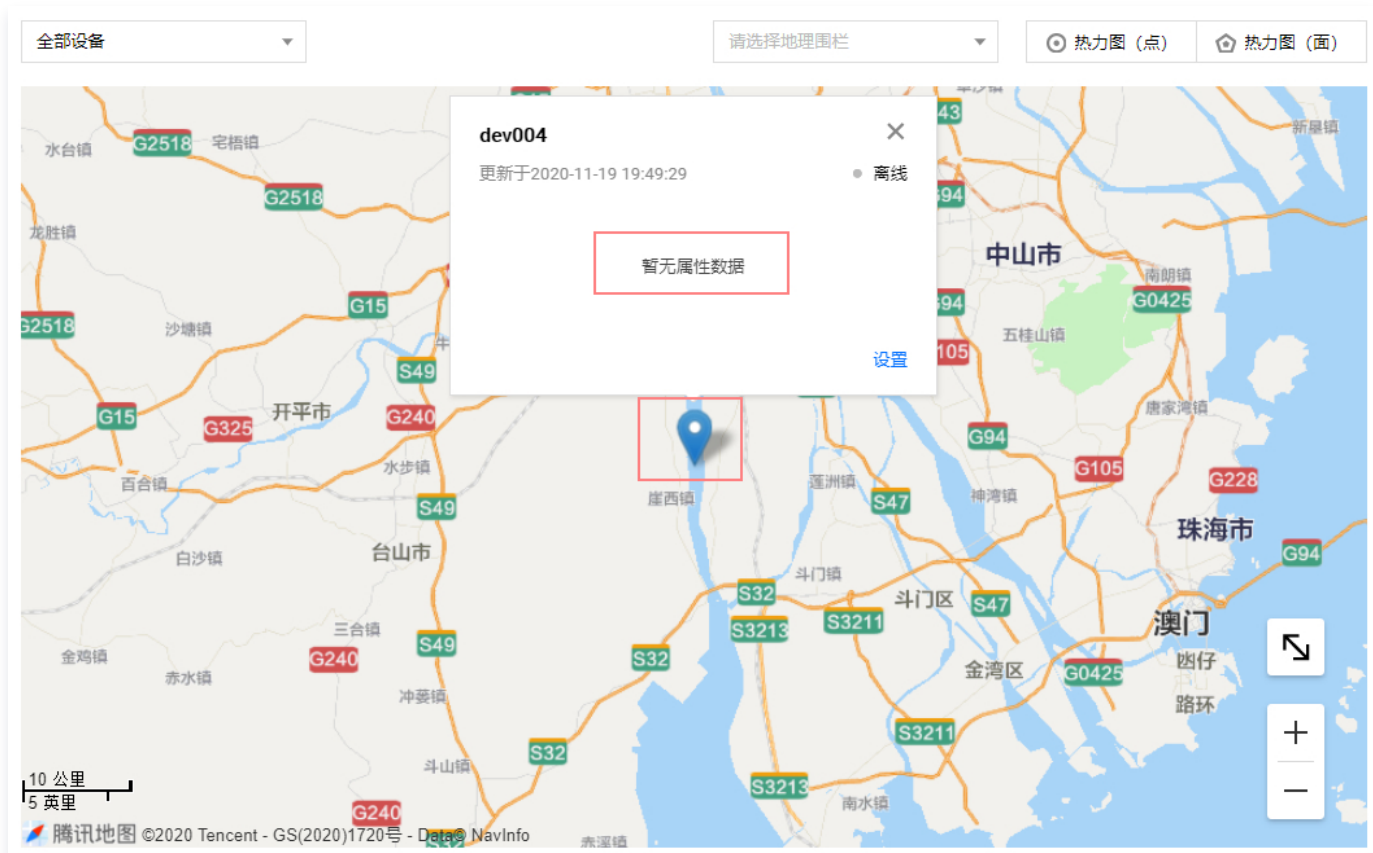 全部设备
请选择地理围栏
热力图（点）
热力图（面）
dev004
更新于2020-11-19 19:49:29
离线
暂无属性数据
设置
43
新垦镇
水台镇
G2518
宅梧镇
G2518
G94
龙胜镇
中山市
南朗镇
G0425
G15
G94
G2518
沙塘镇
五桂山镇
牛
G105
S49
唐家湾镇
G15
开平市
G240
G325
G94
水步镇
G105
G228
百合镇
莲洲镇
崖西镇
S47
神湾镇
S49
珠海市
台山市
G94
白沙镇
斗门镇
S32
斗门区
S47
S3211
澳门
三合镇
S3213
S49
金鸡镇
G240
S32
氹仔
金湾区
G0425
赤水镇
冲蒌镇
路环
S3211
S32
斗山镇
10 公里
S3213
5 英里
南水镇
G240
腾讯地图 ©2020 Tencent - GS(2020)1720号 - Data© NavInfo
S32
赤溪镇